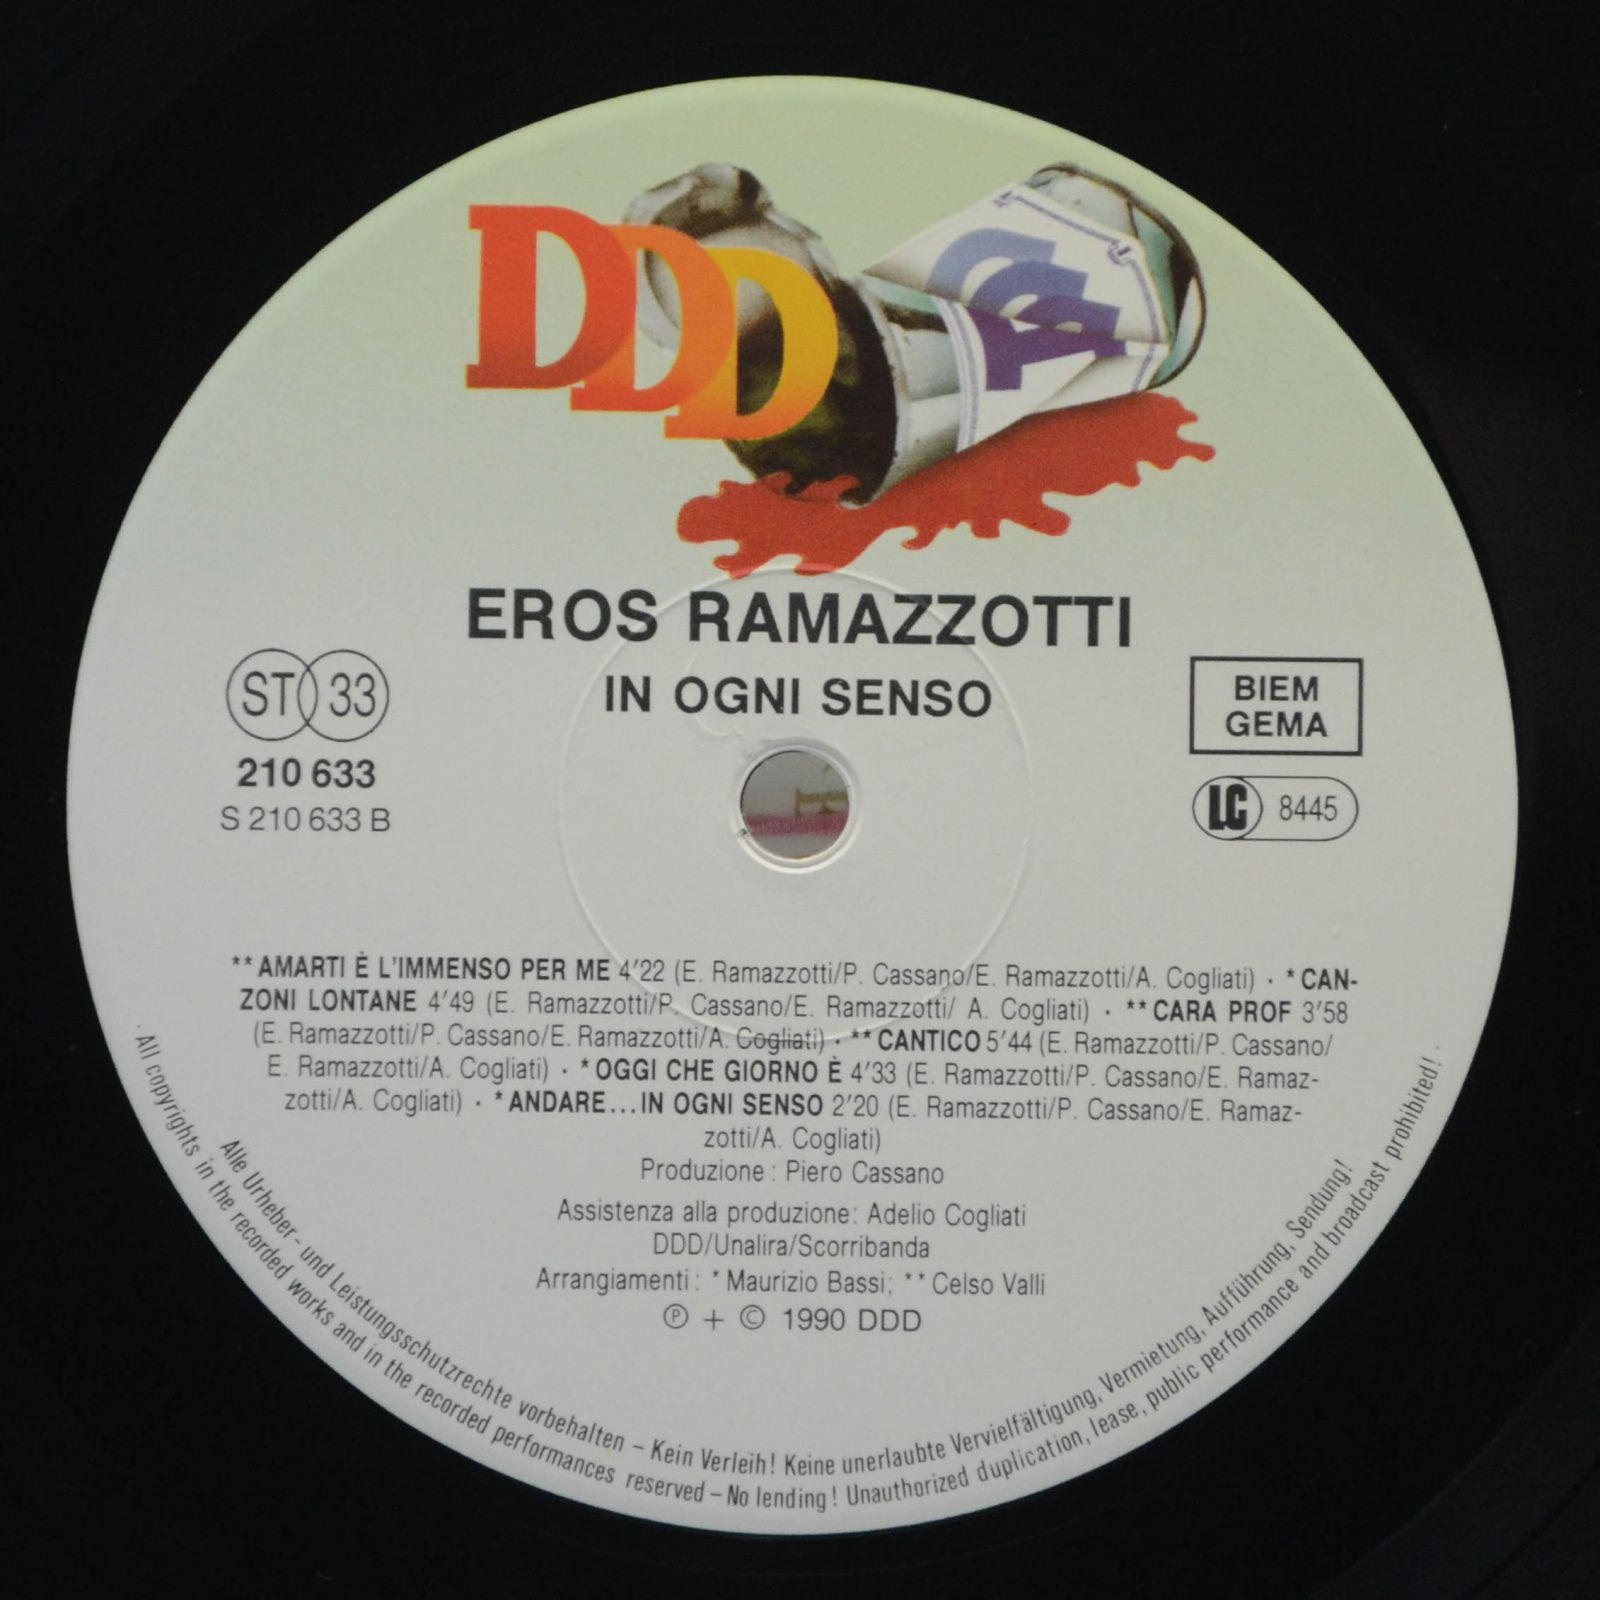 DDD
EROS RAMAZZOTTI
IN OGNI SENSO
ST 33
210 633
S 210 633 B
BIEM
GEMA
LC 8445
**AMARTI È L'IMMENSO PER ME 4'22 (E. Ramazzotti/P. Cassano/E. Ramazzotti/A. Cogliati) · *CAN-
ZONI LONTANE 4'49 (E. Ramazzotti/P. Cassano/E. Ramazzotti/ A. Cogliati) · **CARA PROF 3'58
(E. Ramazzotti/P. Cassano/E. Ramazzotti/A. Cogliati) · **CANTICO 5'44 (E. Ramazzotti/P. Cassano/
E. Ramazzotti/A. Cogliati) · *OGGI CHE GIORNO È 4'33 (E. Ramazzotti/P. Cassano/E. Ramaz-
zotti/A. Cogliati) · *ANDARE...IN OGNI SENSO 2'20 (E. Ramazzotti/P. Cassano/E. Ramaz-
zotti/A. Cogliati)
Produzione: Piero Cassano
Assistenza alla produzione: Adelio Cogliati
DDD/Unalira/Scorribanda
Arrangiamenti: *Maurizio Bassi; **Celso Valli
℗ + © 1990 DDD
Alle Urheber- und Leistungsschutzrechte vorbehalten – Kein Verleih! Keine unerlaubte Vervielfältigung, Vermietung, Aufführung, Sendung!
· All copyrights in the recorded works and in the recorded performances reserved – No lending! Unauthorized duplication, lease, public performance and broadcast prohibited! ·